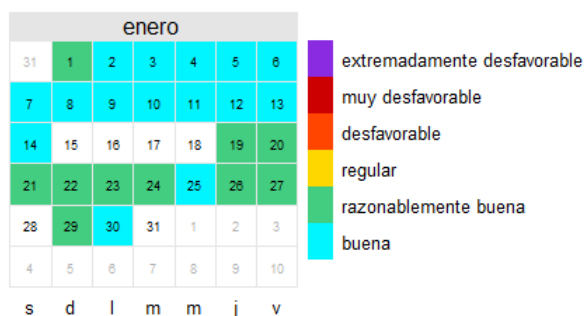 enero
31 1 2 3 4 5 6
7 8 9 10 11 12 13
14 15 16 17 18 19 20
21 22 23 24 25 26 27
28 29 30 31 1 2 3
4 5 6 7 8 9 10
s d l m m j v
extremadamente desfavorable
muy desfavorable
desfavorable
regular
razonablemente buena
buena